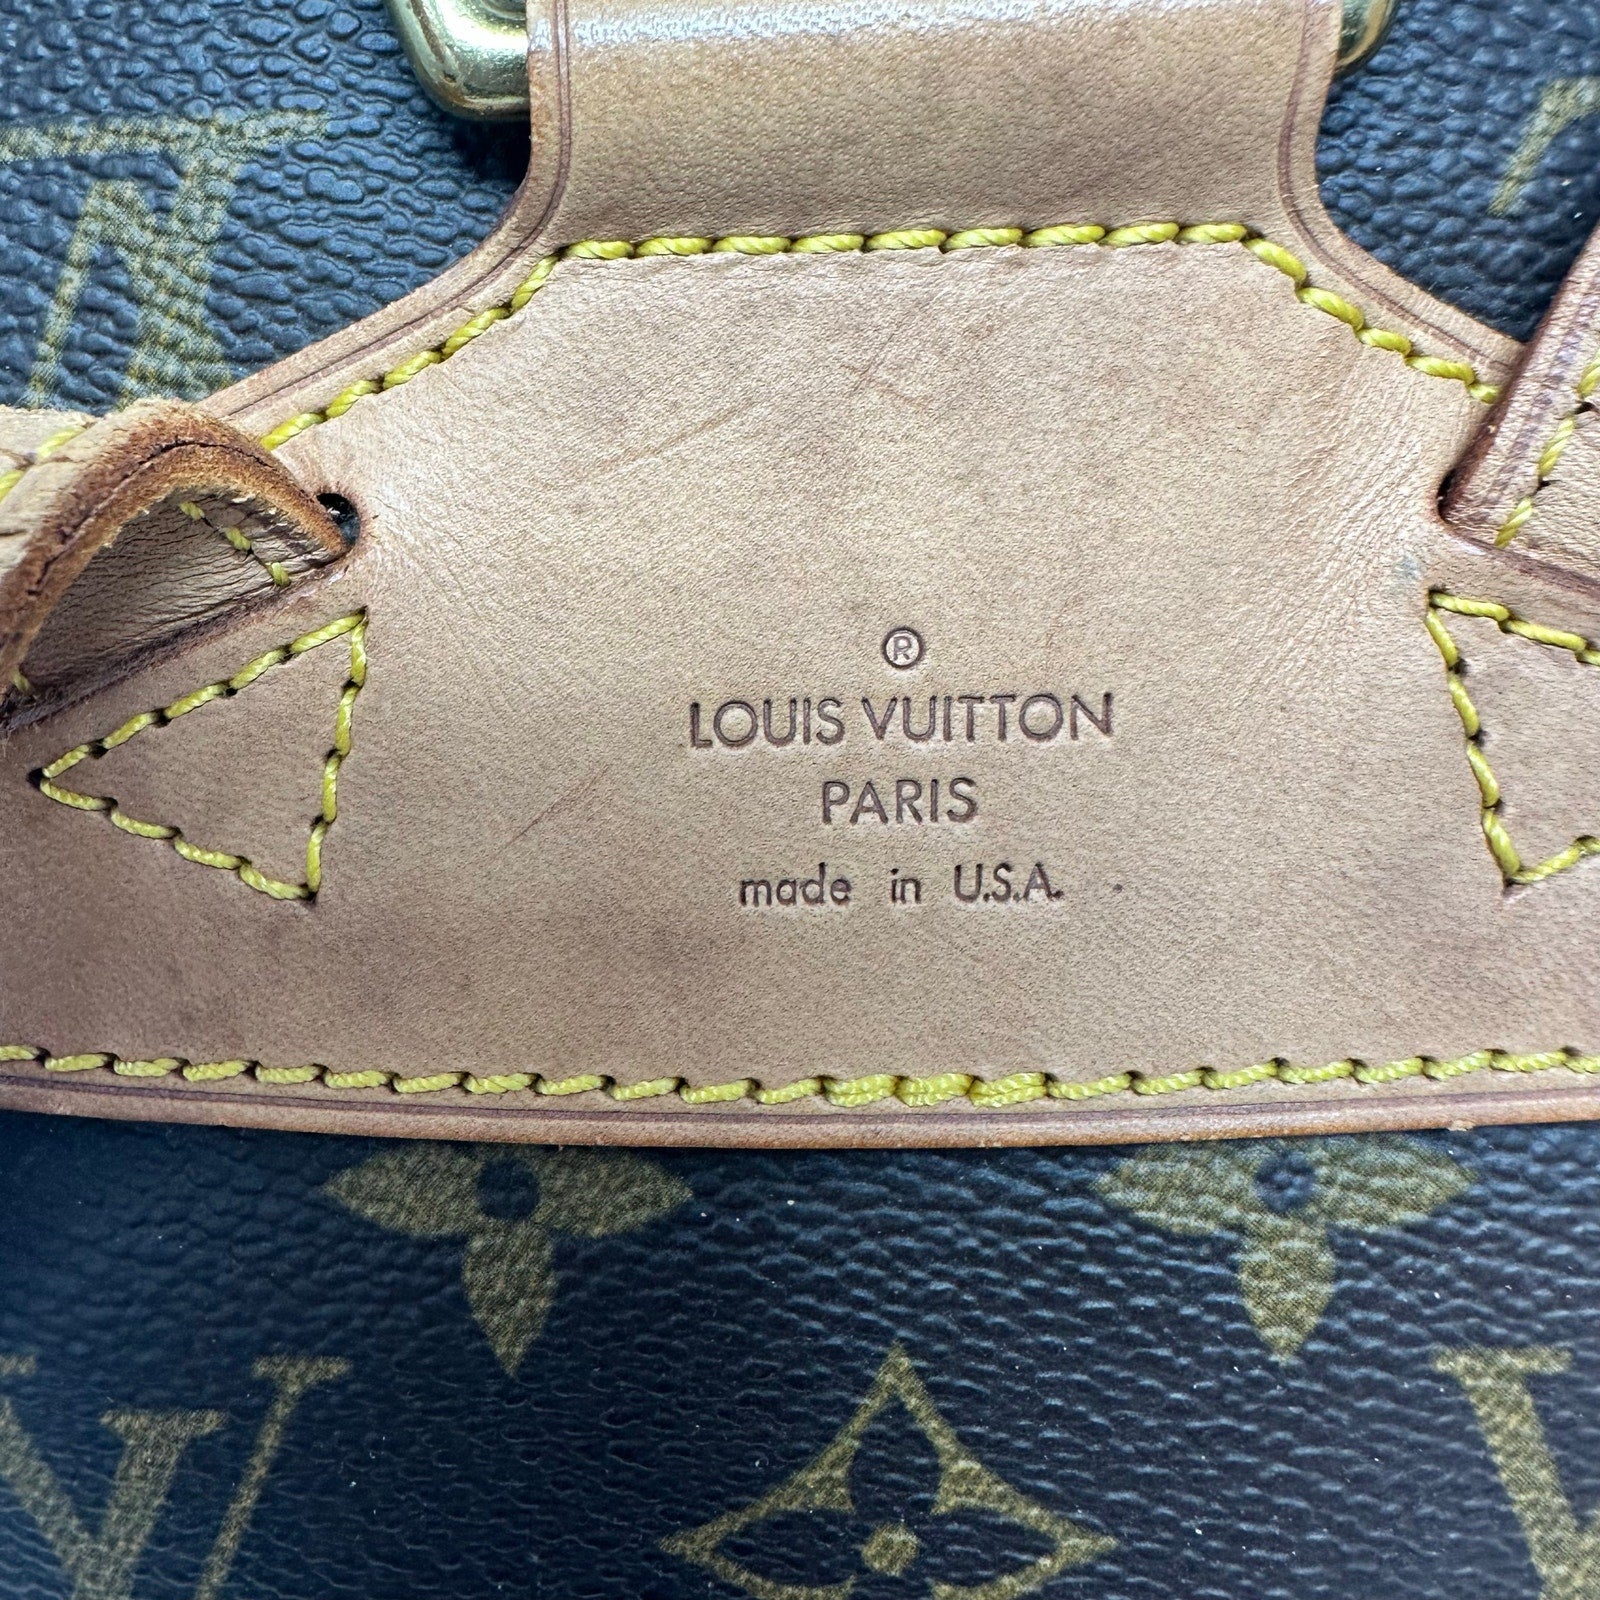 ®
LOUIS VUITTON
PARIS
made in U.S.A.